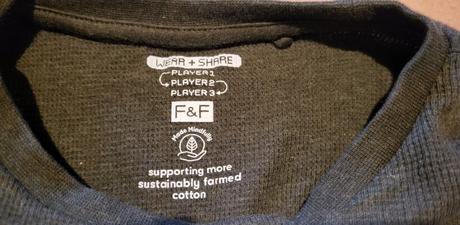 WEAR + SHARE
PLAYER 1
PLAYER 2
PLAYER 3
F&F
Made Mindfully
supporting more
sustainably farmed
cotton